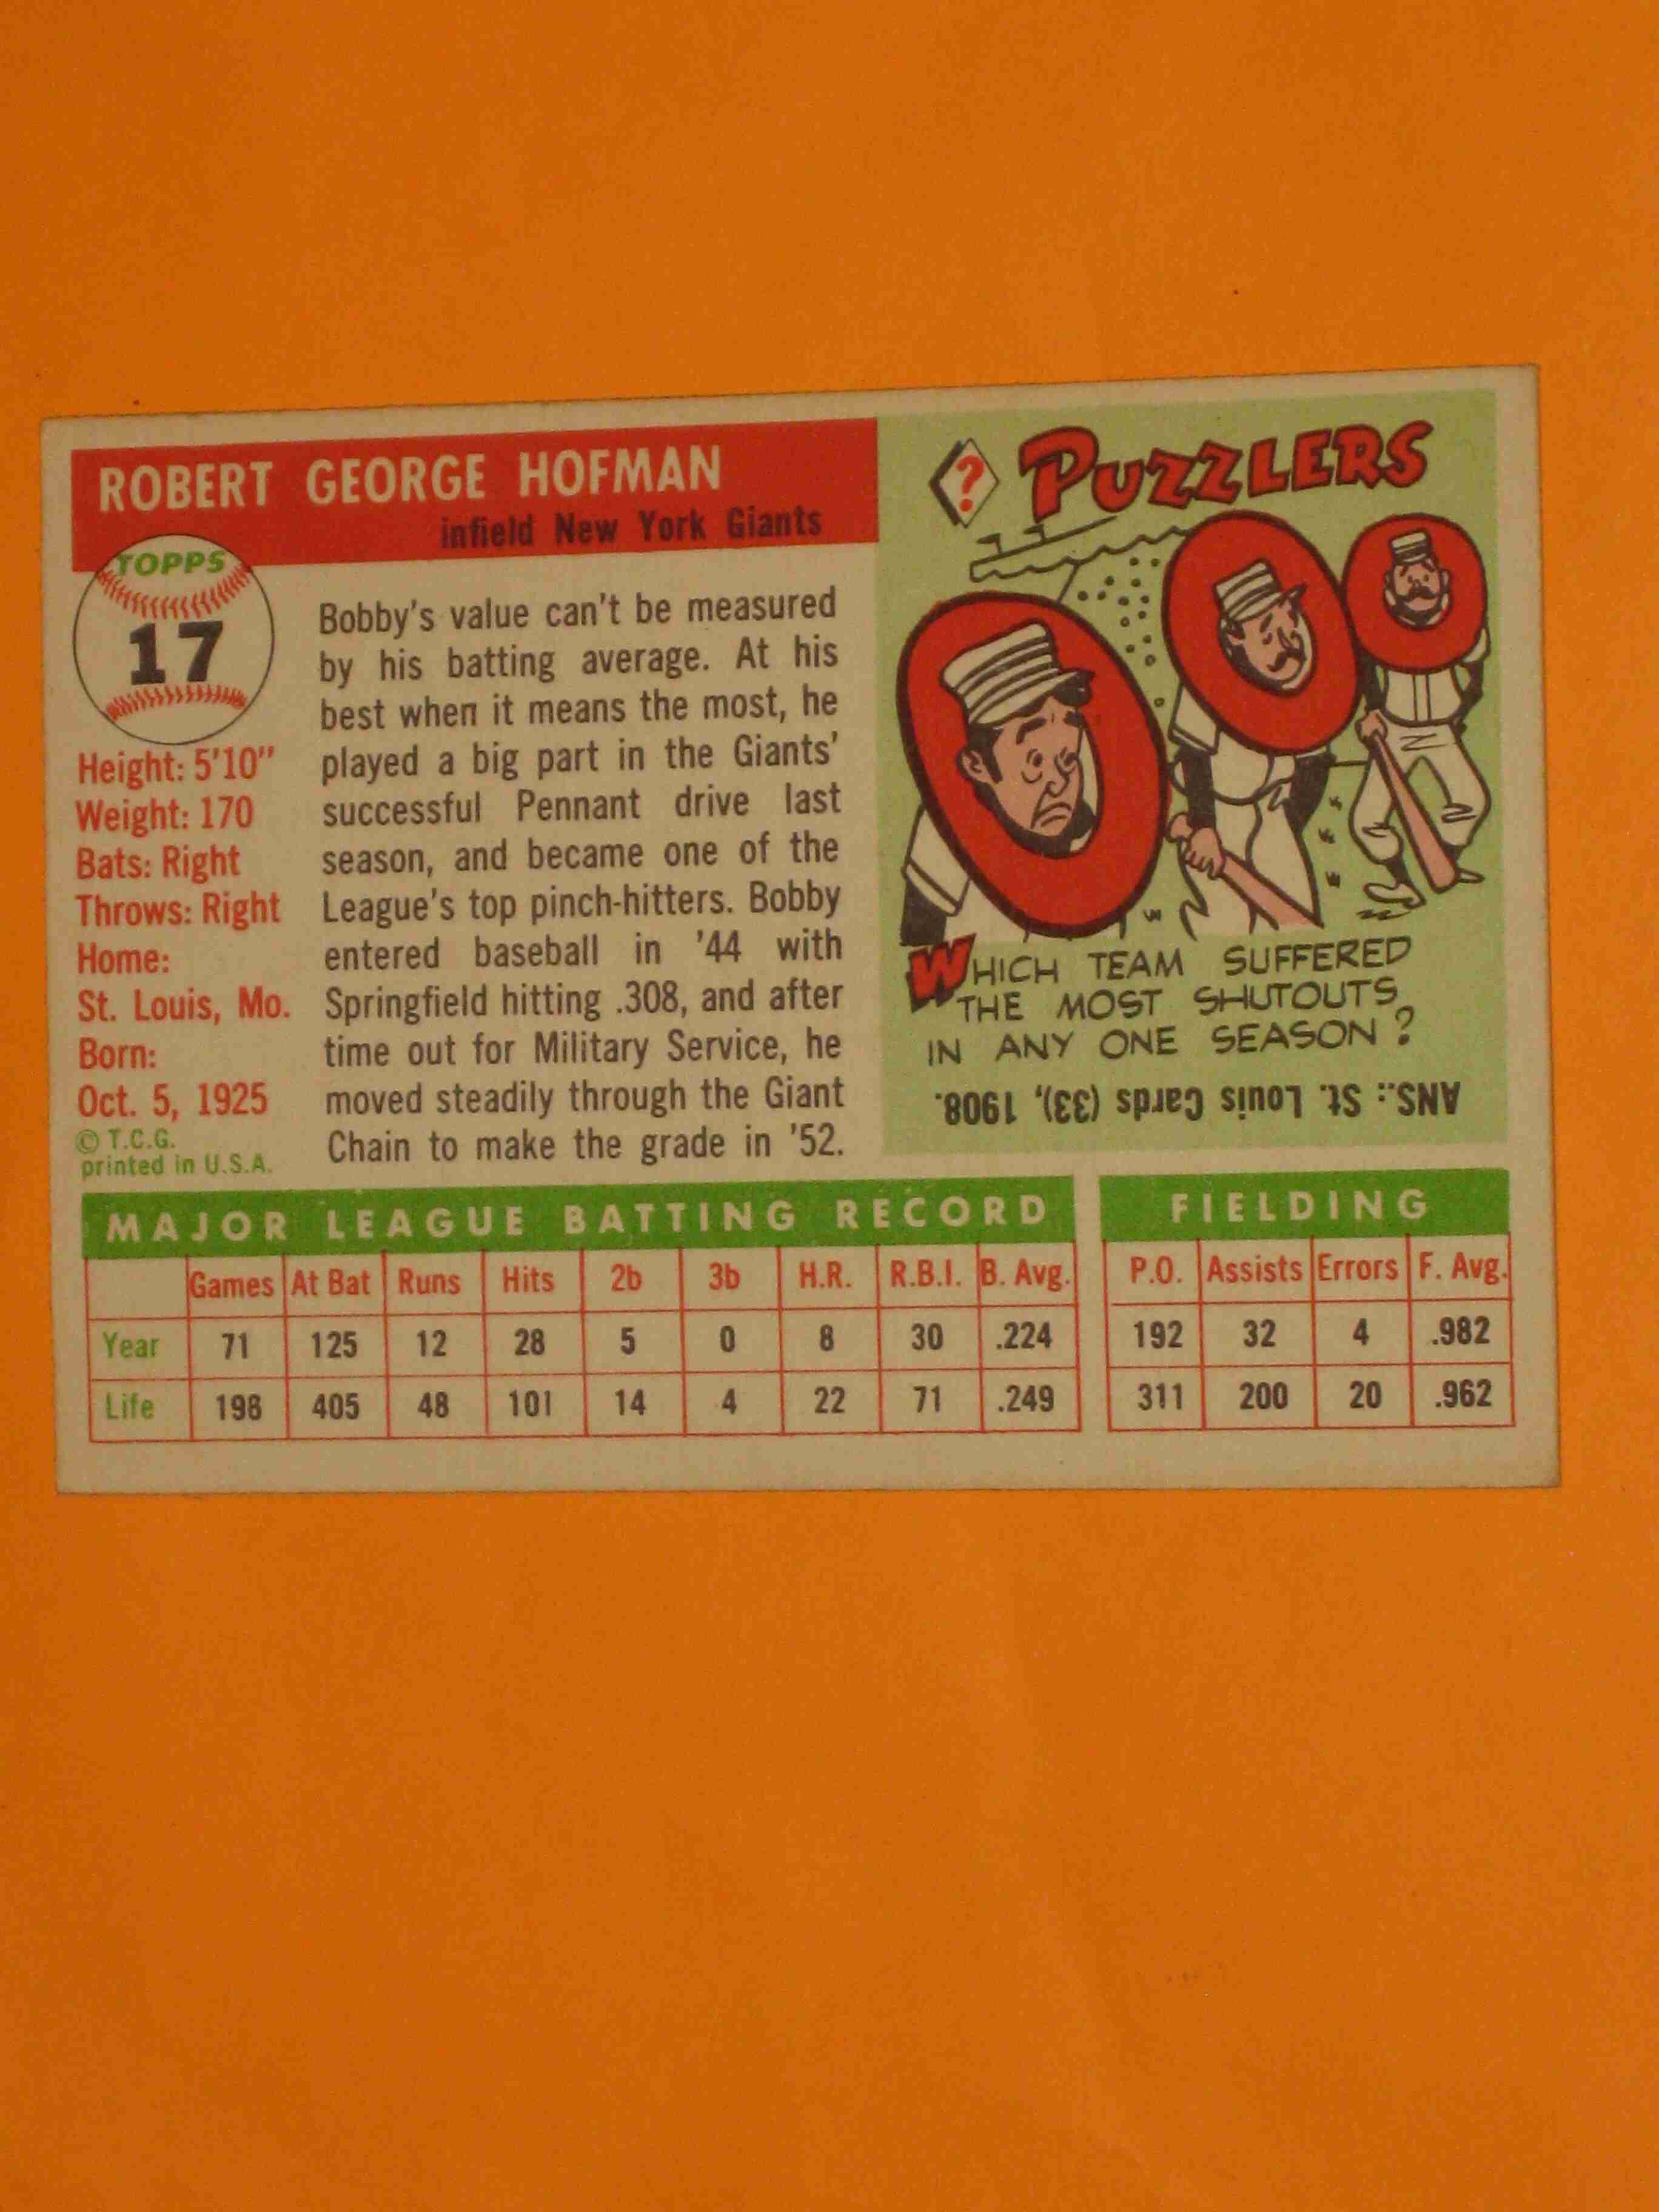 ROBERT GEORGE HOFMAN
infield New York Giants
TOPPS
17
Height: 5'10"
Weight: 170
Bats: Right
Throws: Right
Home:
St. Louis, Mo.
Born:
Oct. 5, 1925
© T.C.G.
printed in U.S.A.
Bobby's value can't be measured
by his batting average. At his
best when it means the most, he
played a big part in the Giants'
successful Pennant drive last
season, and became one of the
League's top pinch-hitters. Bobby
entered baseball in '44 with
Springfield hitting .308, and after
time out for Military Service, he
moved steadily through the Giant
Chain to make the grade in '52.
? PUZZLERS
WHICH TEAM SUFFERED
THE MOST SHUTOUTS
IN ANY ONE SEASON?
ANS.: St. Louis Cards (33), 1908.
MAJOR LEAGUE BATTING RECORD
Games At Bat Runs Hits 2b 3b H.R. R.B.I. B. Avg.
Year 71 125 12 28 5 0 8 30 .224
Life 198 405 48 101 14 4 22 71 .249
FIELDING
P.O. Assists Errors F. Avg.
192 32 4 .982
311 200 20 .962